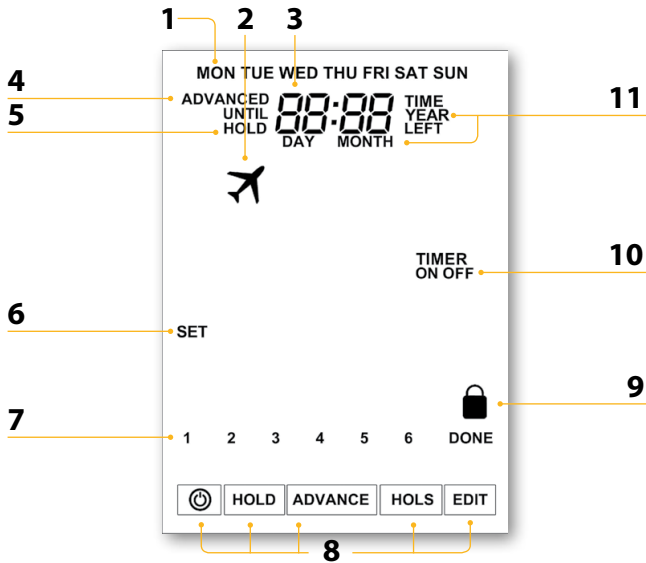 1 2 3
MON TUE WED THU FRI SAT SUN
4 ADVANCED 88:88 TIME 11
UNTIL YEAR
5 HOLD LEFT
DAY MONTH
TIMER 10
ON OFF
6
SET
9
7
1 2 3 4 5 6 DONE
HOLD ADVANCE HOLS EDIT
8